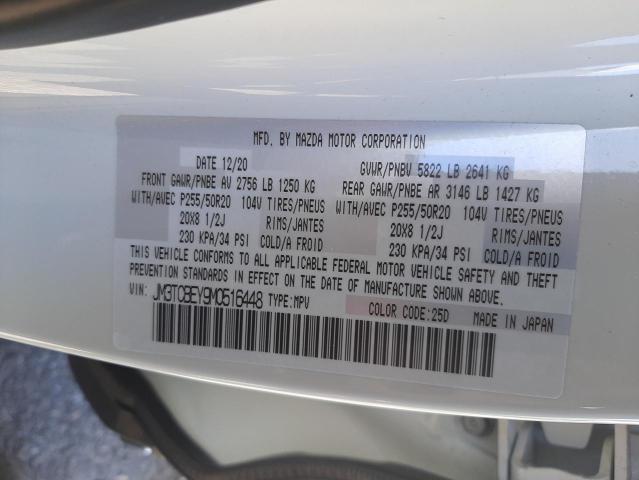 MFD. BY MAZDA MOTOR CORPORATION
DATE 12/20 GVWR/PNBV 5822 LB 2641 KG
FRONT GAWR/PNBE AV 2756 LB 1250 KG REAR GAWR/PNBE AR 3146 LB 1427 KG
WITH/AVEC P255/50R20 104V TIRES/PNEUS WITH/AVEC P255/50R20 104V TIRES/PNEUS
20X8 1/2J RIMS/JANTES 20X8 1/2J RIMS/JANTES
230 KPA/34 PSI COLD/A FROID 230 KPA/34 PSI COLD/A FROID
THIS VEHICLE CONFORMS TO ALL APPLICABLE FEDERAL MOTOR VEHICLE SAFETY AND THEFT
PREVENTION STANDARDS IN EFFECT ON THE DATE OF MANUFACTURE SHOWN ABOVE.
VIN: JM3TCBEY9M0516448 TYPE:MPV COLOR CODE:25D MADE IN JAPAN